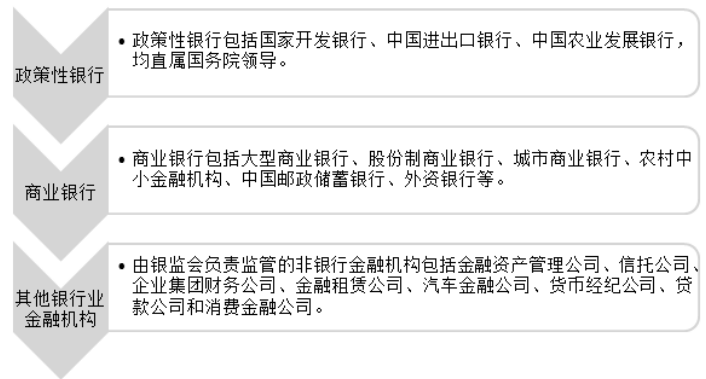 政策性银行
• 政策性银行包括国家开发银行、中国进出口银行、中国农业发展银行，
均直属国务院领导。
商业银行
• 商业银行包括大型商业银行、股份制商业银行、城市商业银行、农村中
小金融机构、中国邮政储蓄银行、外资银行等。
其他银行业
金融机构
• 由银监会负责监管的非银行金融机构包括金融资产管理公司、信托公司、
企业集团财务公司、金融租赁公司、汽车金融公司、货币经纪公司、贷
款公司和消费金融公司。